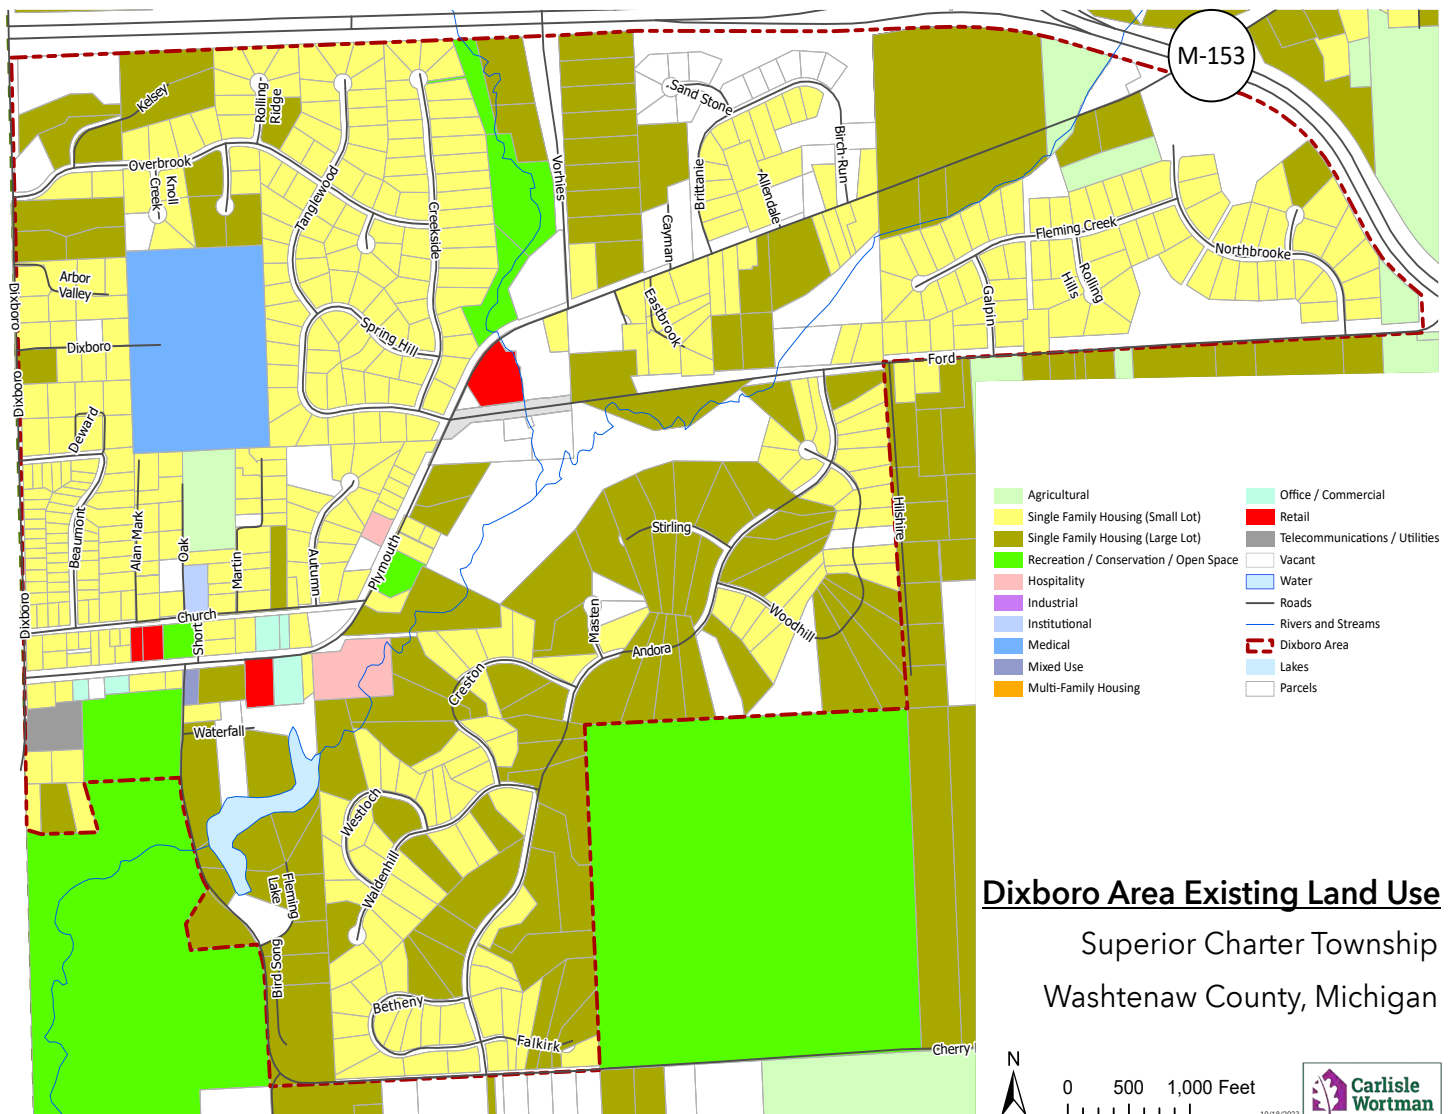 M-153
Kelsey
Rolling
Ridge
Sand Stone
Overbrook
Knoll
Creek
Tanglewood
Creekside
Vorhies
Brittanie
Allendale
Birch-Run
Cayman
Fleming Creek
Northbrooke
Rolling
Hills
Galpin
Arbor
Valley
Dixboro
Dixboro
Dixboro
Spring Hill
Eastbrook
Ford
Deward
Beaumont
Alan-Mark
Oak
Martin
Autumn
Plymouth
Stirling
Hilshire
Dixboro
Church
Short
Masten
Woodhill
Andora
Creston
Waterfall
Westloch
Waldenhill
Fleming
Lake
Bird Song
Betheny
Falkirk
Cherry
Agricultural
Single Family Housing (Small Lot)
Single Family Housing (Large Lot)
Recreation / Conservation / Open Space
Hospitality
Industrial
Institutional
Medical
Mixed Use
Multi-Family Housing
Office / Commercial
Retail
Telecommunications / Utilities
Vacant
Water
Roads
Rivers and Streams
Dixboro Area
Lakes
Parcels
Dixboro Area Existing Land Use
Superior Charter Township
Washtenaw County, Michigan
N
0 500 1,000 Feet
Carlisle
Wortman